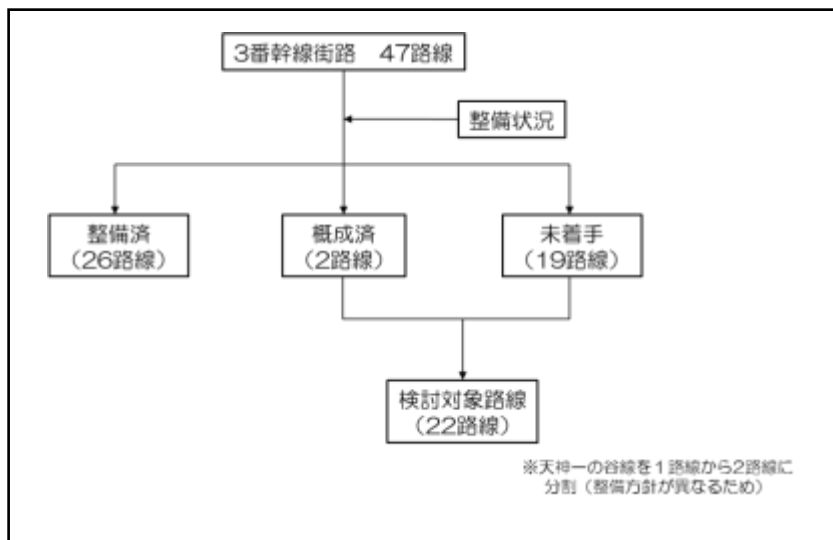 3番幹線街路 47路線
整備状況
整備済
（26路線）
概成済
（2路線）
未着手
（19路線）
検討対象路線
（22路線）
※天神一の谷線を1路線から2路線に
分割（整備方針が異なるため）